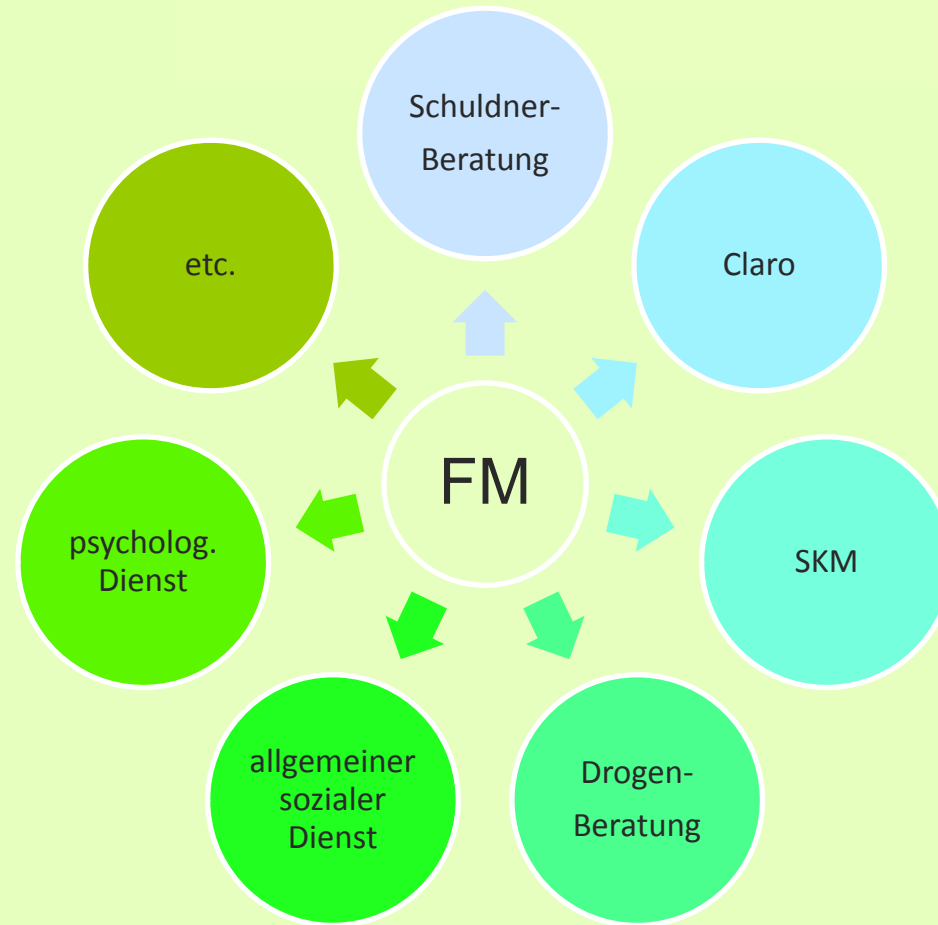 Schuldner-
Beratung
Claro
SKM
Drogen-
Beratung
allgemeiner
sozialer
Dienst
psycholog.
Dienst
etc.
FM